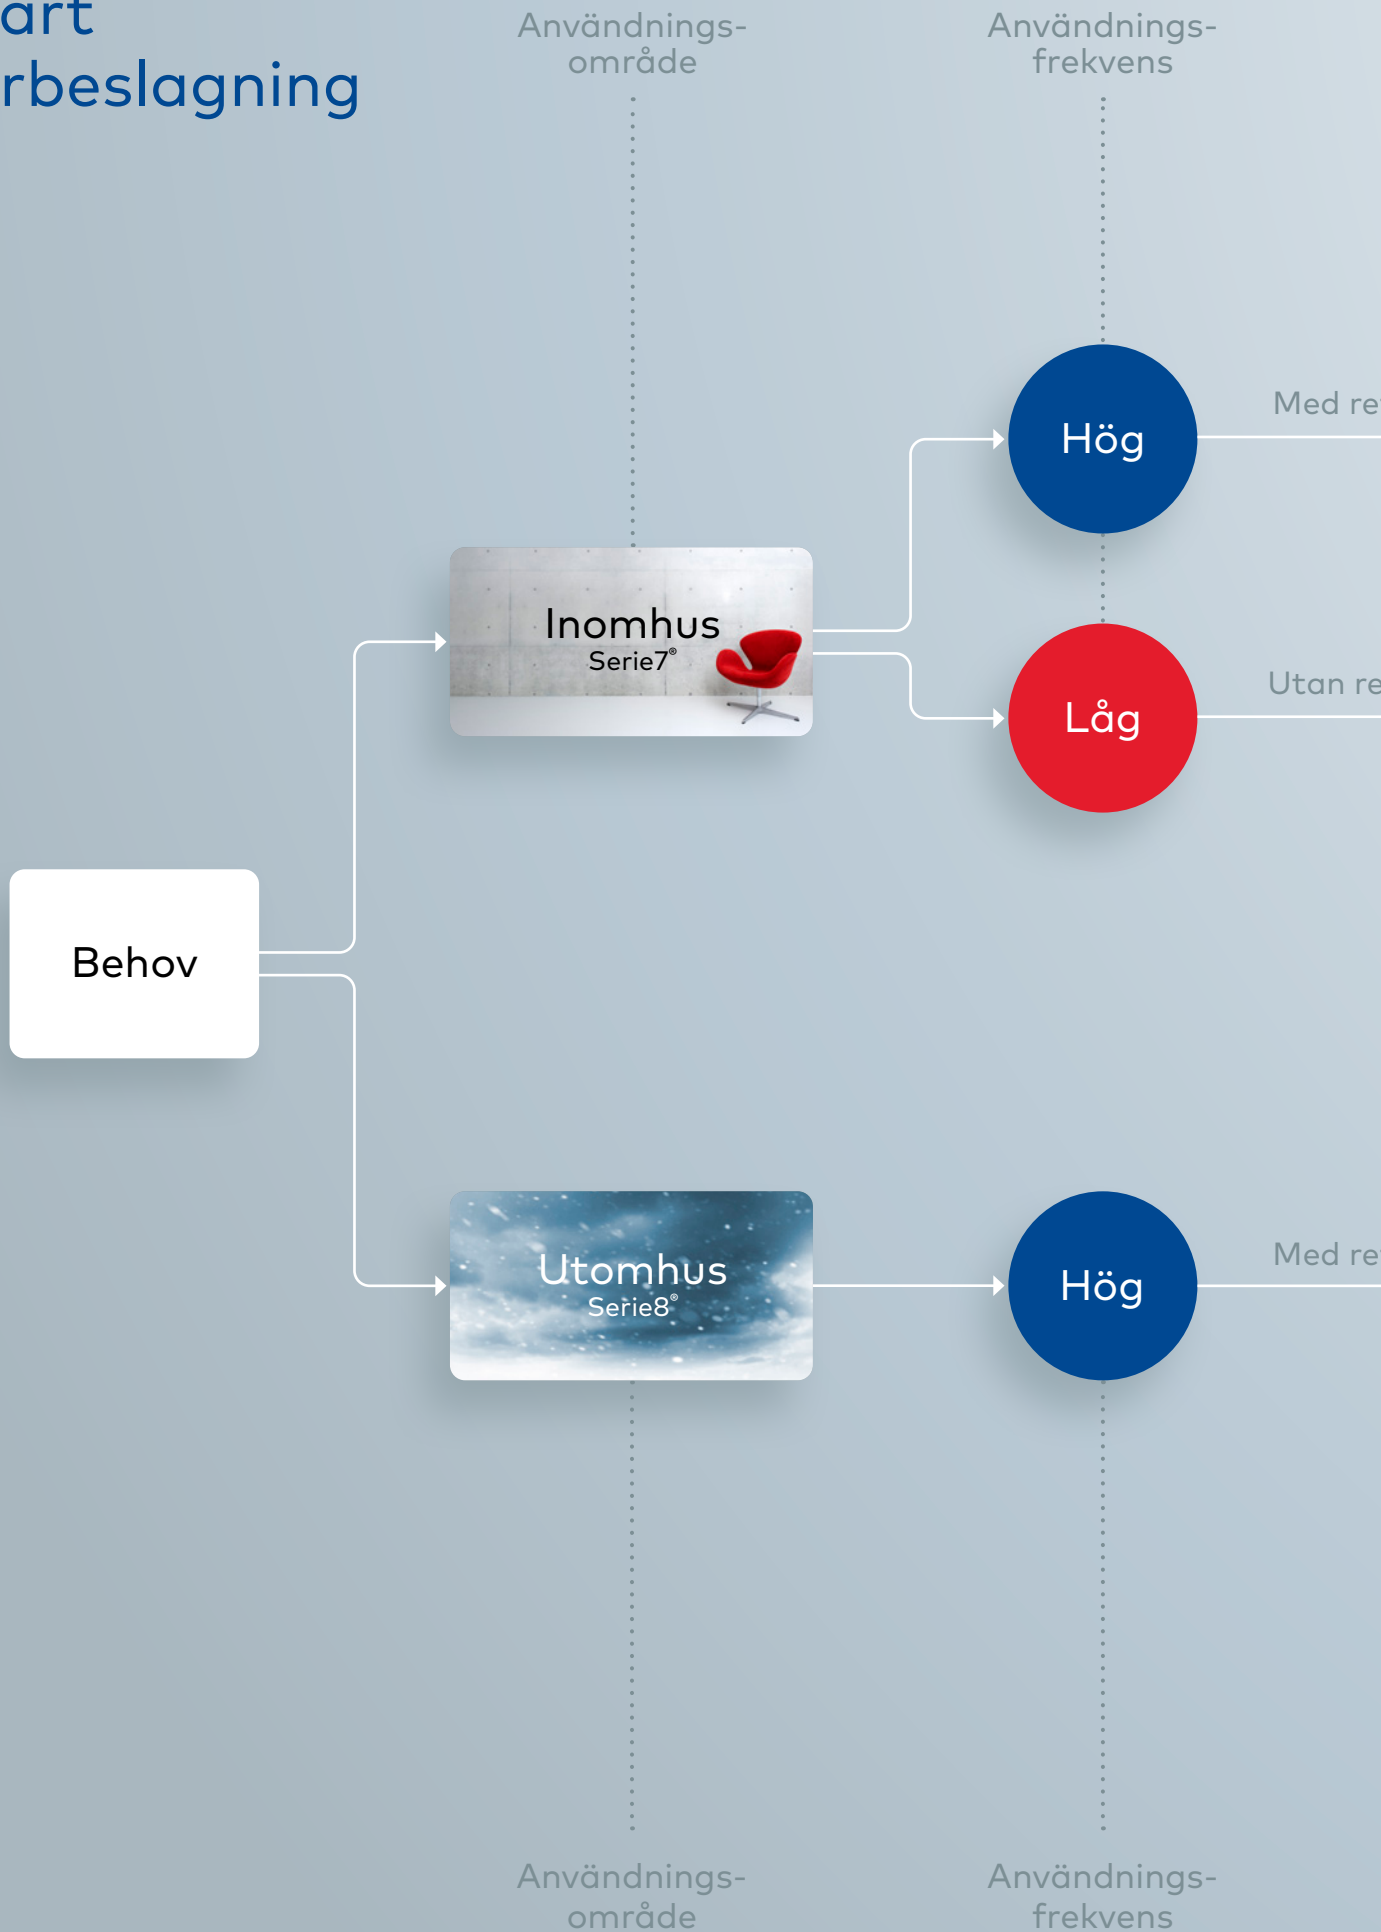 art
rbeslagning
Användnings-
område
Användnings-
frekvens
Hög
Med re
Inomhus
Serie7®
Låg
Utan re
Behov
Utomhus
Serie8®
Hög
Med re
Användnings-
område
Användnings-
frekvens